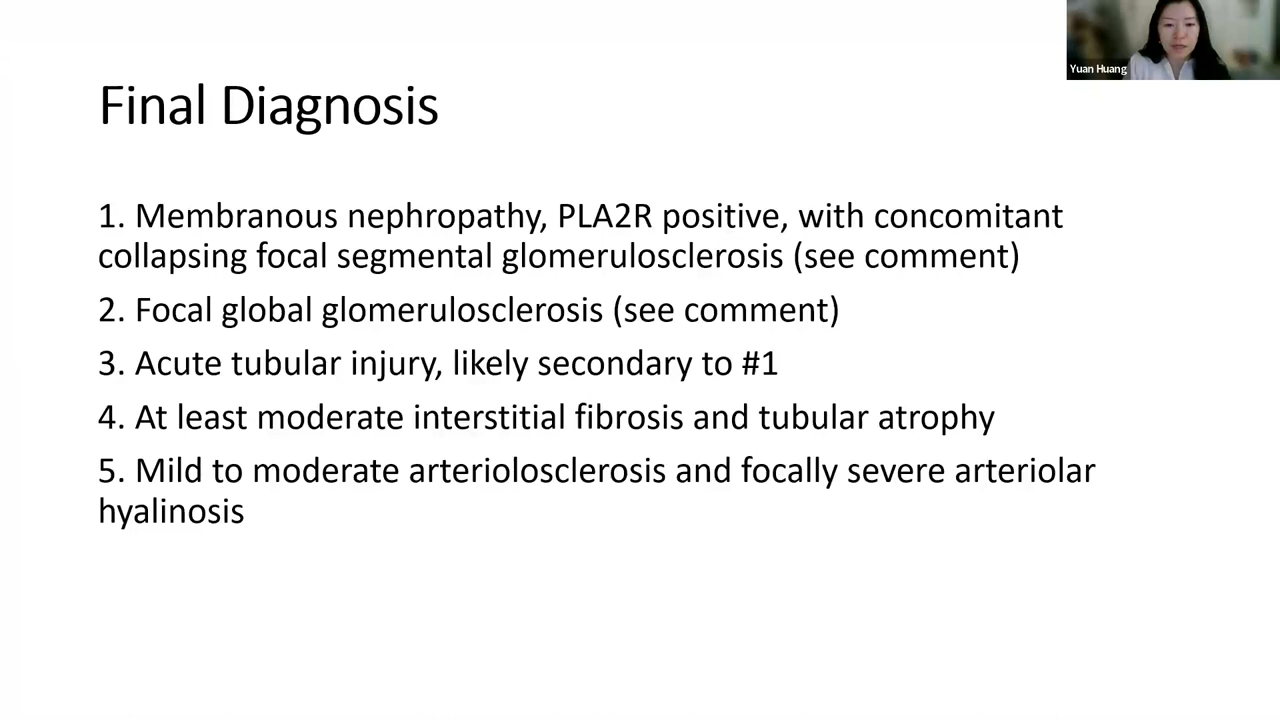 Yuan Huang
Final Diagnosis
1. Membranous nephropathy, PLA2R positive, with concomitant
collapsing focal segmental glomerulosclerosis (see comment)
2. Focal global glomerulosclerosis (see comment)
3. Acute tubular injury, likely secondary to #1
4. At least moderate interstitial fibrosis and tubular atrophy
5. Mild to moderate arteriolosclerosis and focally severe arteriolar
hyalinosis